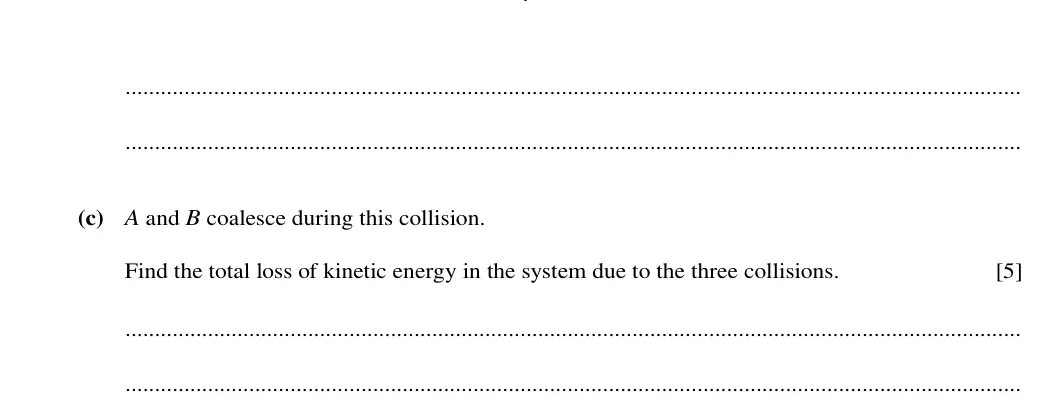 (c) A and B coalesce during this collision.
Find the total loss of kinetic energy in the system due to the three collisions. [5]